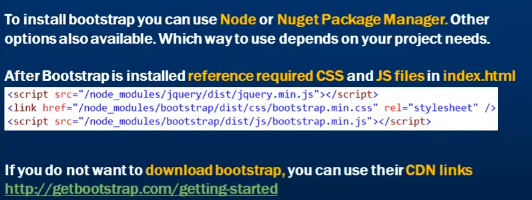 To install bootstrap you can use Node or Nuget Package Manager. Other
options also available. Which way to use depends on your project needs.
After Bootstrap is installed reference required CSS and JS files in index.html
<script src="/node_modules/jquery/dist/jquery.min.js"></script>
<link href="/node_modules/bootstrap/dist/css/bootstrap.min.css" rel="stylesheet" />
<script src="/node_modules/bootstrap/dist/js/bootstrap.min.js"></script>
If you do not want to download bootstrap, you can use their CDN links
http://getbootstrap.com/getting-started